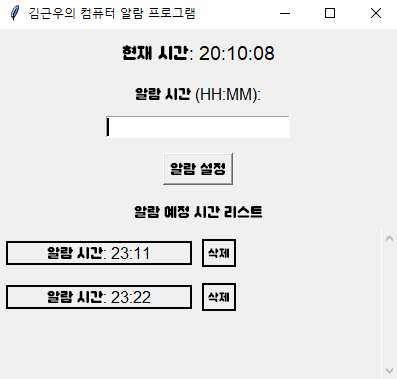 김근우의 컴퓨터 알람 프로그램
현재 시간: 20:10:08
알람 시간 (HH:MM):
알람 설정
알람 예정 시간 리스트
알람 시간: 23:11 삭제
알람 시간: 23:22 삭제